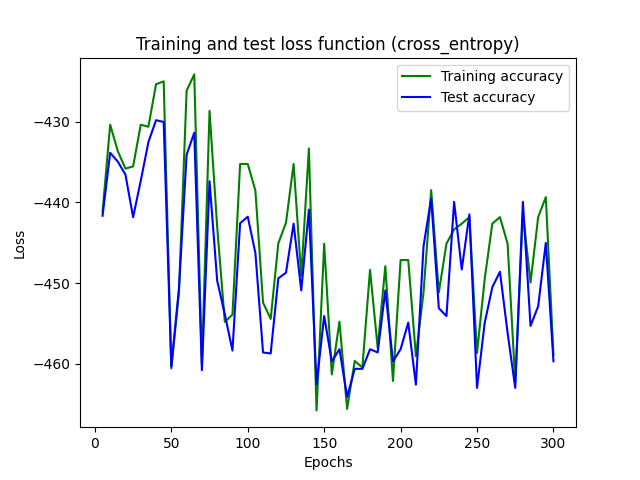 Training and test loss function (cross_entropy)
Training accuracy
Test accuracy
Loss
−430
−440
−450
−460
0 50 100 150 200 250 300
Epochs